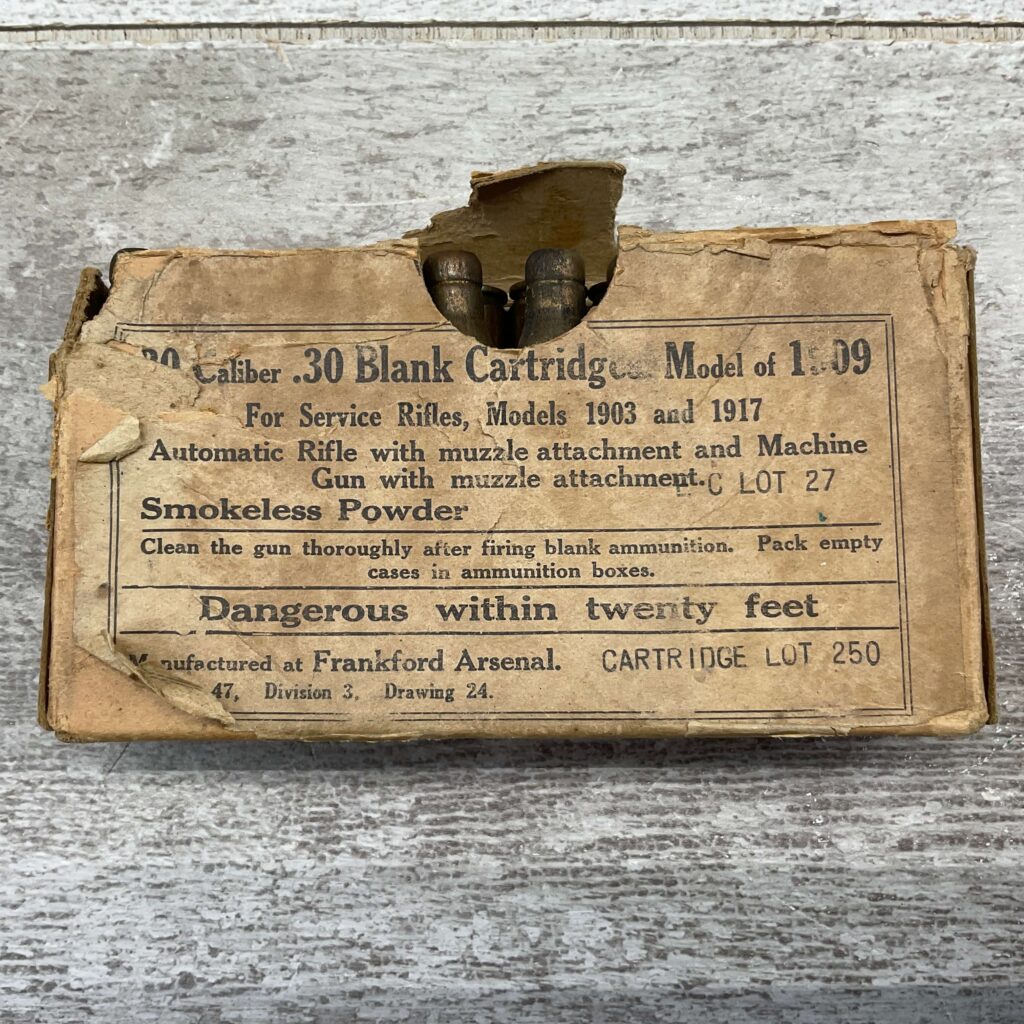 20 Caliber .30 Blank Cartridges Model of 1909
For Service Rifles, Models 1903 and 1917
Automatic Rifle with muzzle attachment and Machine
Gun with muzzle attachment.
C LOT 27
Smokeless Powder
Clean the gun thoroughly after firing blank ammunition. Pack empty
cases in ammunition boxes.
Dangerous within twenty feet
Manufactured at Frankford Arsenal. CARTRIDGE LOT 250
47, Division 3, Drawing 24.